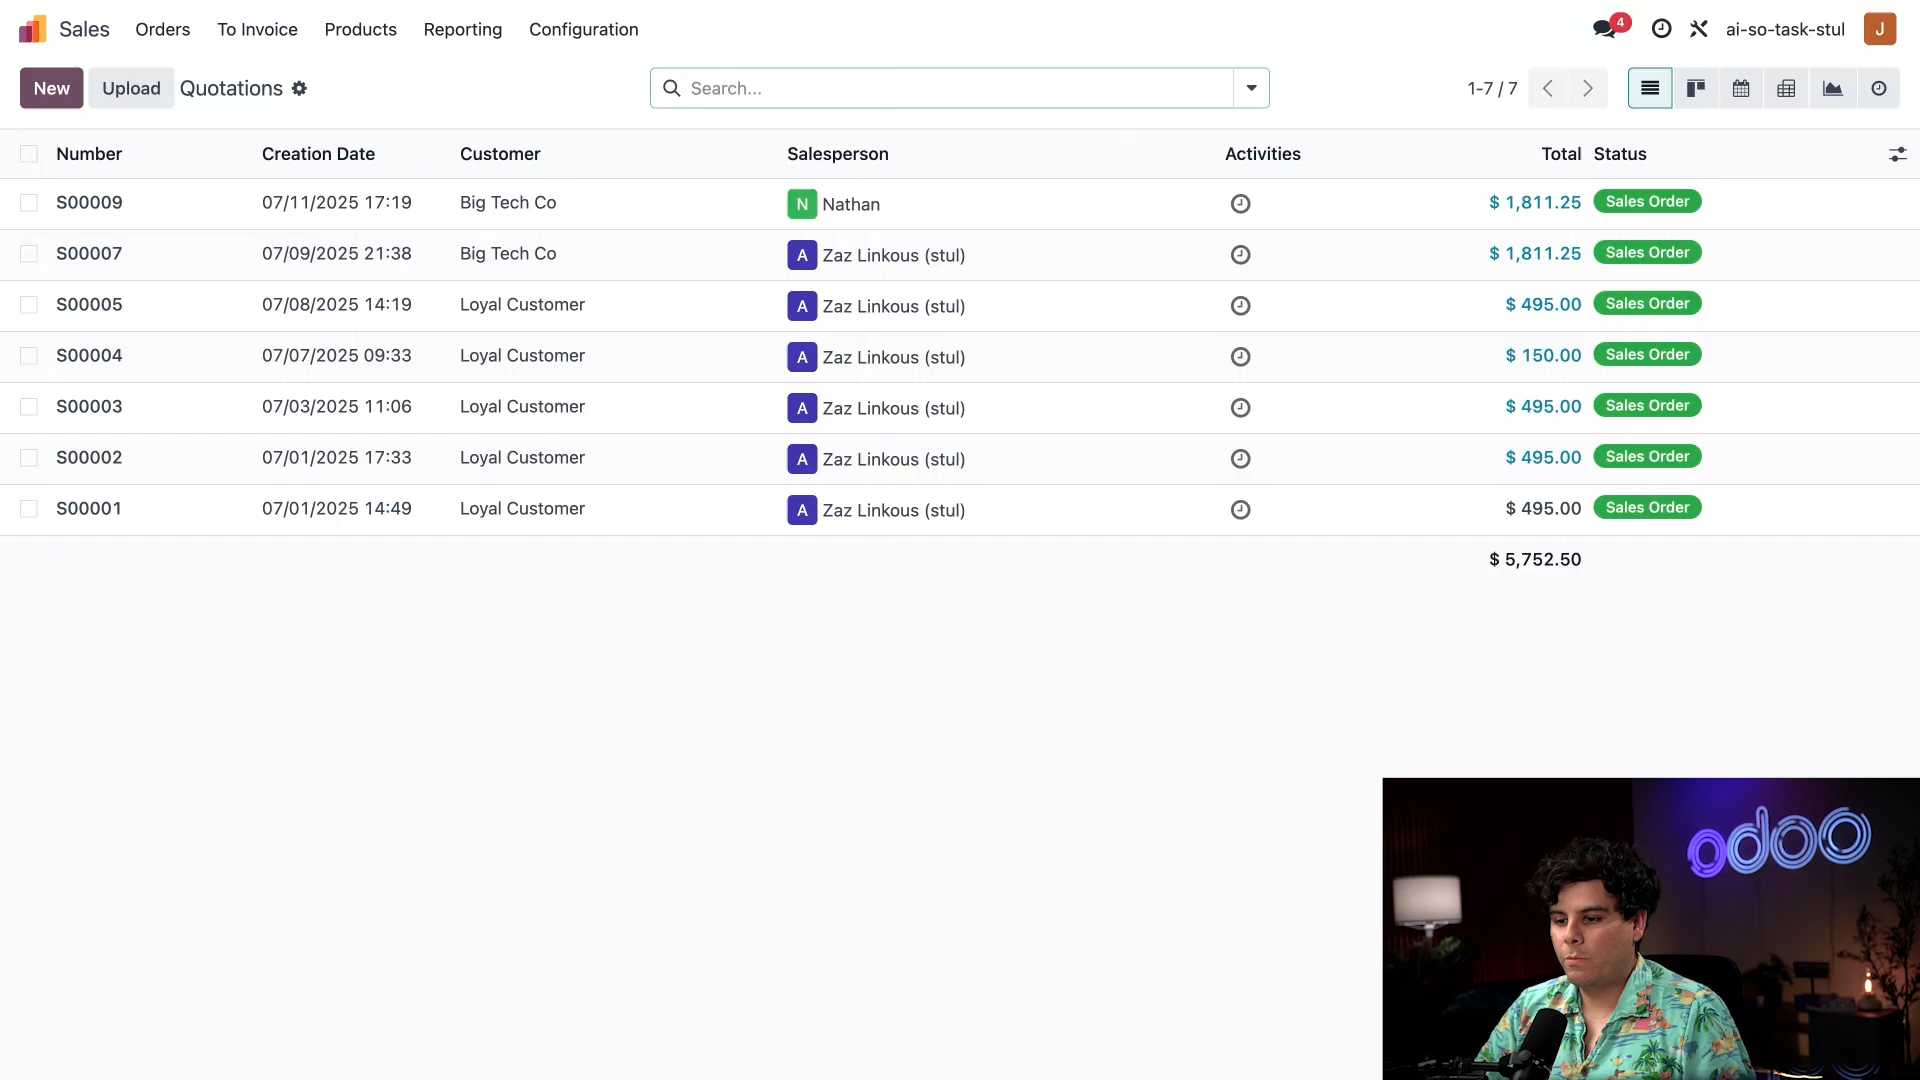 Sales Orders To Invoice Products Reporting Configuration 4 ai-so-task-stul J
New Upload Quotations Search... 1-7 / 7
Number Creation Date Customer Salesperson Activities Total Status
S00009 07/11/2025 17:19 Big Tech Co N Nathan $ 1,811.25 Sales Order
S00007 07/09/2025 21:38 Big Tech Co A Zaz Linkous (stul) $ 1,811.25 Sales Order
S00005 07/08/2025 14:19 Loyal Customer A Zaz Linkous (stul) $ 495.00 Sales Order
S00004 07/07/2025 09:33 Loyal Customer A Zaz Linkous (stul) $ 150.00 Sales Order
S00003 07/03/2025 11:06 Loyal Customer A Zaz Linkous (stul) $ 495.00 Sales Order
S00002 07/01/2025 17:33 Loyal Customer A Zaz Linkous (stul) $ 495.00 Sales Order
S00001 07/01/2025 14:49 Loyal Customer A Zaz Linkous (stul) $ 495.00 Sales Order
$ 5,752.50
odoo